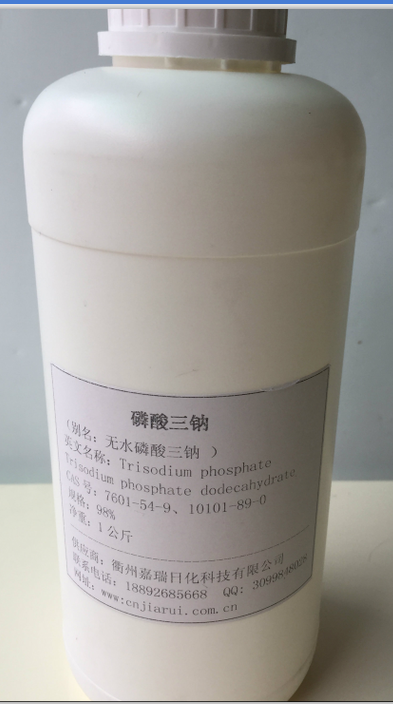 磷酸三钠
（别名：无水磷酸三钠 ）
英文名称：Trisodium phosphate
Trisodium phosphate dodecahydrate
CAS 号：7601-54-9、10101-89-0
规格：98%
净重：1公斤
供应商：衢州嘉瑞日化科技有限公司
联系电话：18892685668 QQ: 3099848028
网址：www.cnjiarui.com.cn